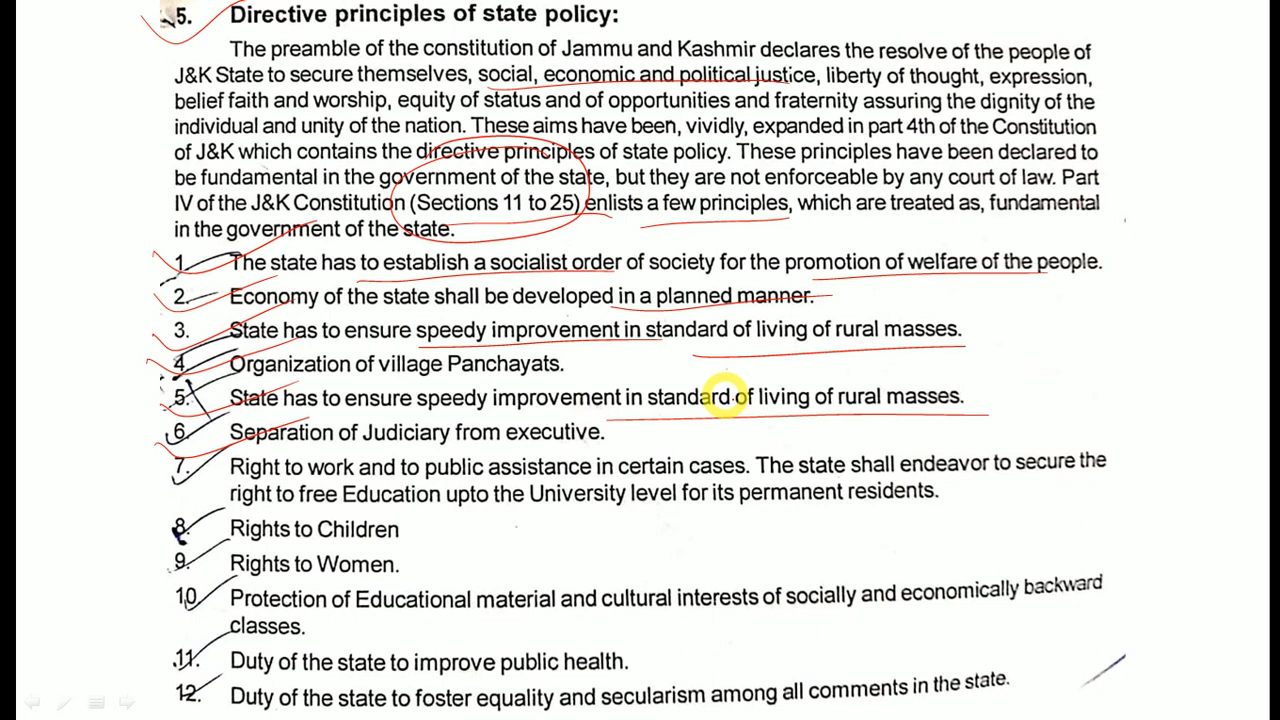 5. Directive principles of state policy:
The preamble of the constitution of Jammu and Kashmir declares the resolve of the people of
J&K State to secure themselves, social, economic and political justice, liberty of thought, expression,
belief faith and worship, equity of status and of opportunities and fraternity assuring the dignity of the
individual and unity of the nation. These aims have been, vividly, expanded in part 4th of the Constitution
of J&K which contains the directive principles of state policy. These principles have been declared to
be fundamental in the government of the state, but they are not enforceable by any court of law. Part
IV of the J&K Constitution (Sections 11 to 25) enlists a few principles, which are treated as, fundamental
in the government of the state.
1. The state has to establish a socialist order of society for the promotion of welfare of the people.
2. Economy of the state shall be developed in a planned manner.
3. State has to ensure speedy improvement in standard of living of rural masses.
4. Organization of village Panchayats.
5. State has to ensure speedy improvement in standard of living of rural masses.
6. Separation of Judiciary from executive.
7. Right to work and to public assistance in certain cases. The state shall endeavor to secure the
right to free Education upto the University level for its permanent residents.
8. Rights to Children
9. Rights to Women.
10 Protection of Educational material and cultural interests of socially and economically backward
classes.
11. Duty of the state to improve public health.
12. Duty of the state to foster equality and secularism among all comments in the state.